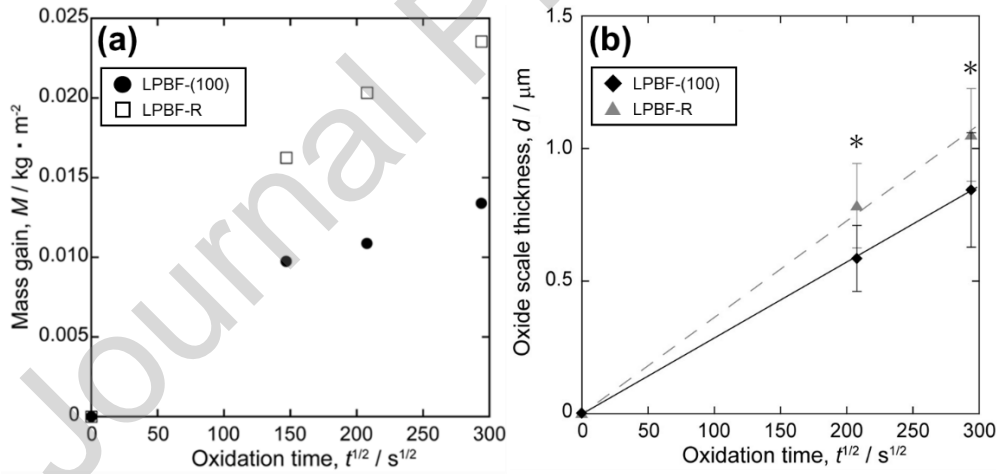 Journal P
(a)
LPBF-(100)
LPBF-R
0.025
0.020
0.015
0.010
0.005
0
Mass gain, M / kg・m⁻²
0 50 100 150 200 250 300
Oxidation time, t^{1/2} / s^{1/2}
(b)
LPBF-(100)
LPBF-R
* *
1.5
1.0
0.5
0
Oxide scale thickness, d / μm
0 50 100 150 200 250 300
Oxidation time, t^{1/2} / s^{1/2}